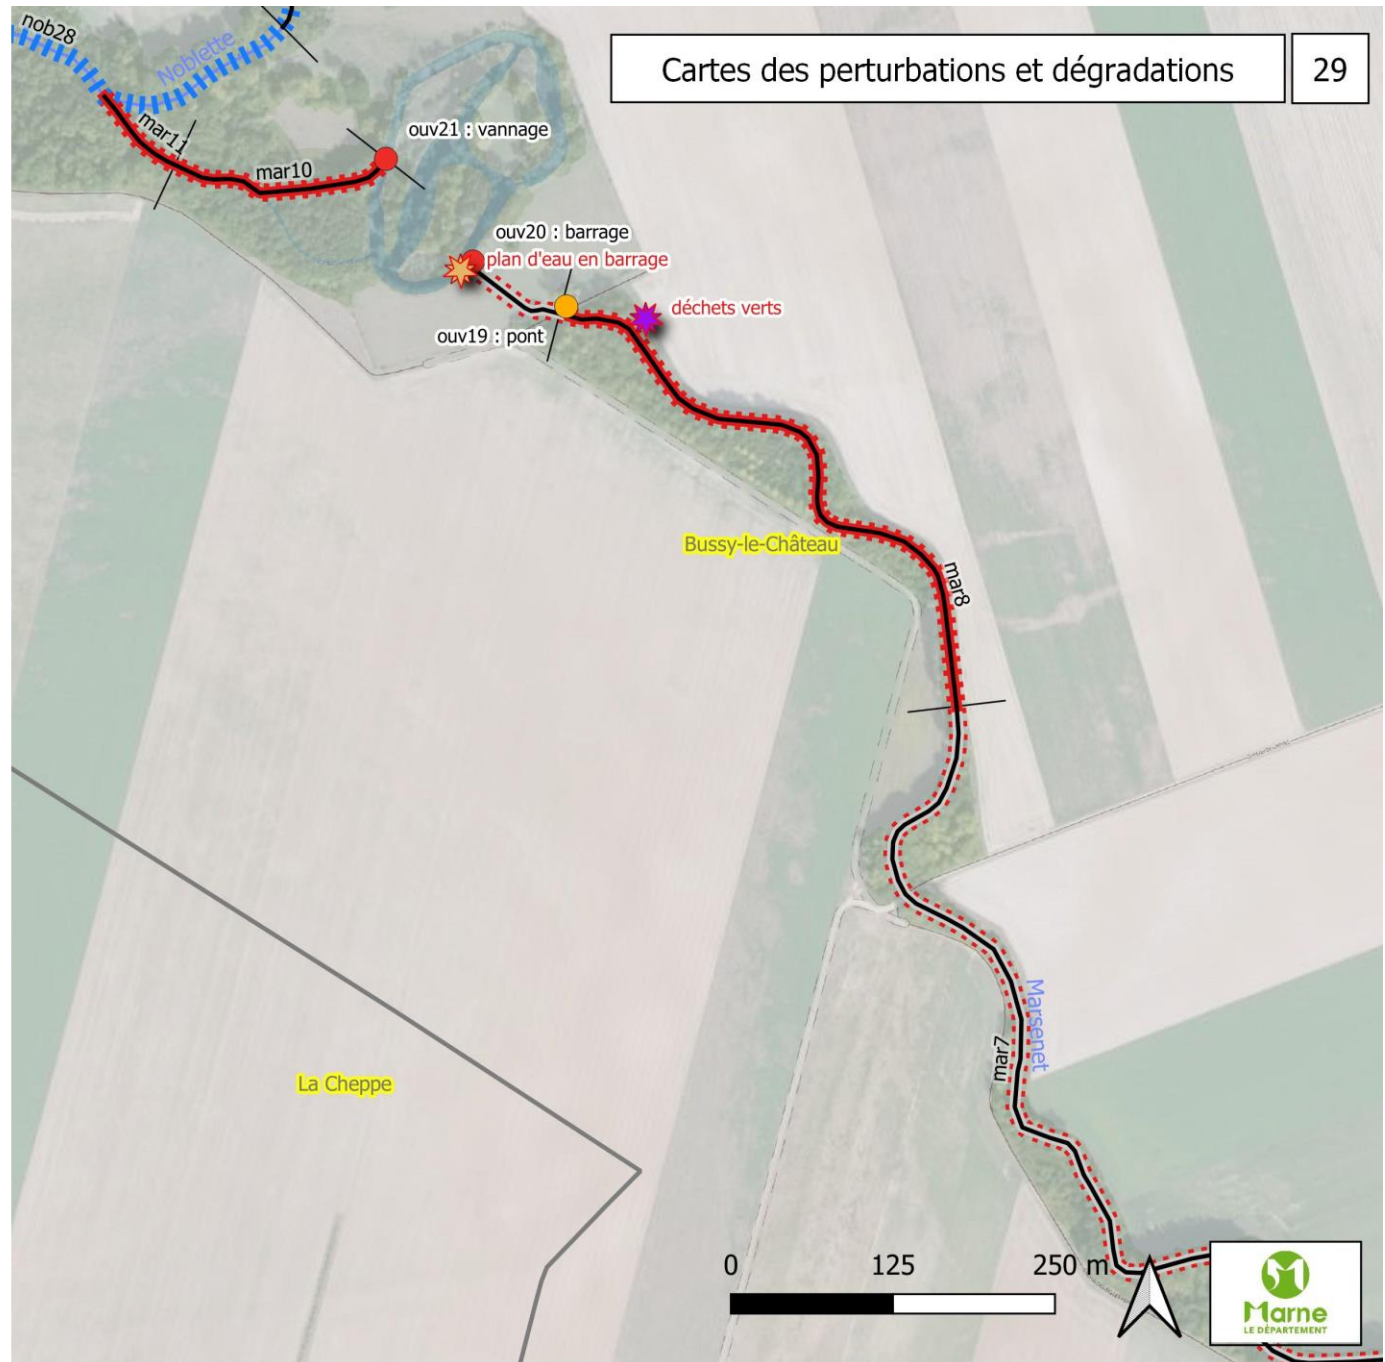 Cartes des perturbations et dégradations
29
nob28
Noblette
mar11
mar10
ouv21 : vannage
ouv20 : barrage
plan d'eau en barrage
déchets verts
ouv19 : pont
Bussy-le-Château
mar8
Marsenet
mar7
La Cheppe
0 125 250 m
Marne
LE DÉPARTEMENT